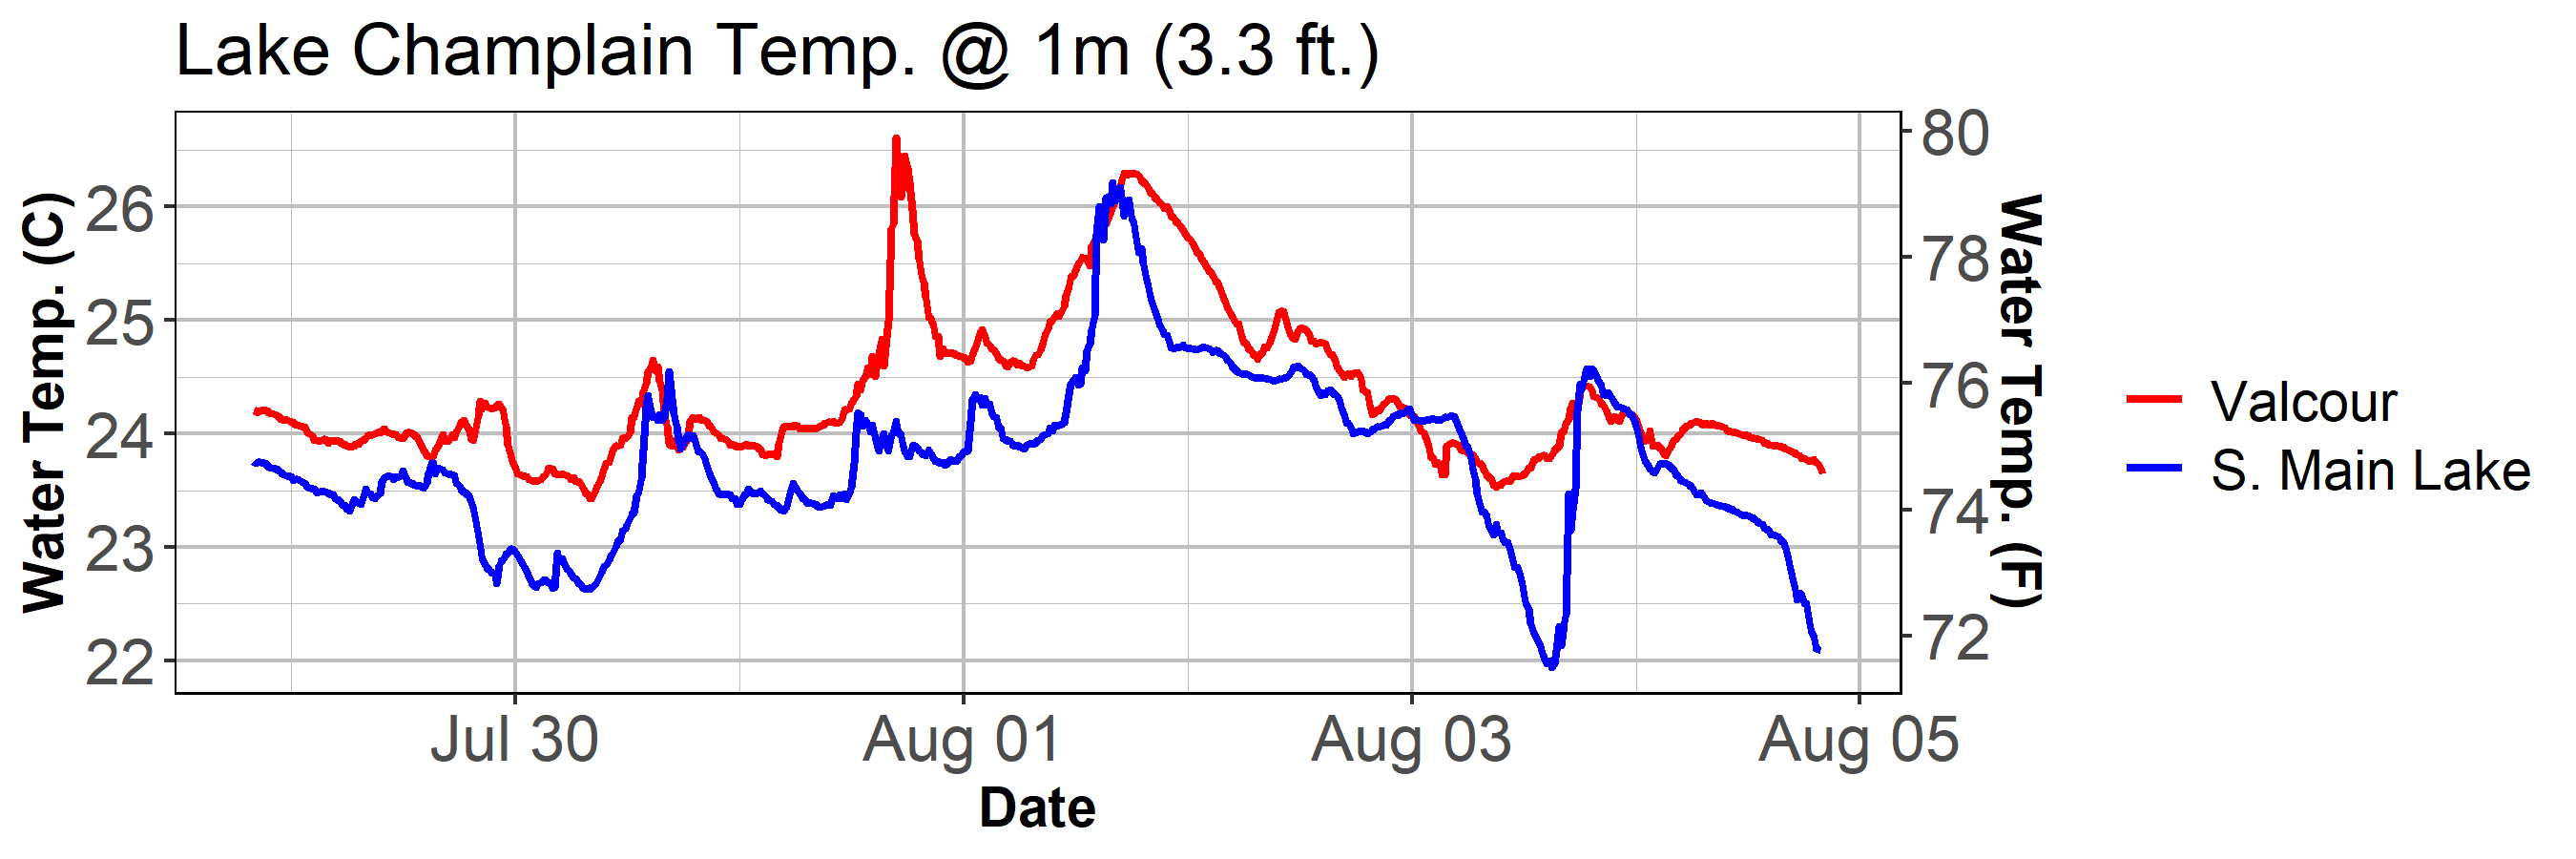 Lake Champlain Temp. @ 1m (3.3 ft.)
Water Temp. (C)
26
25
24
23
22
80
78
76
74
72
Water Temp. (F)
Jul 30
Aug 01
Aug 03
Aug 05
Date
Valcour
S. Main Lake